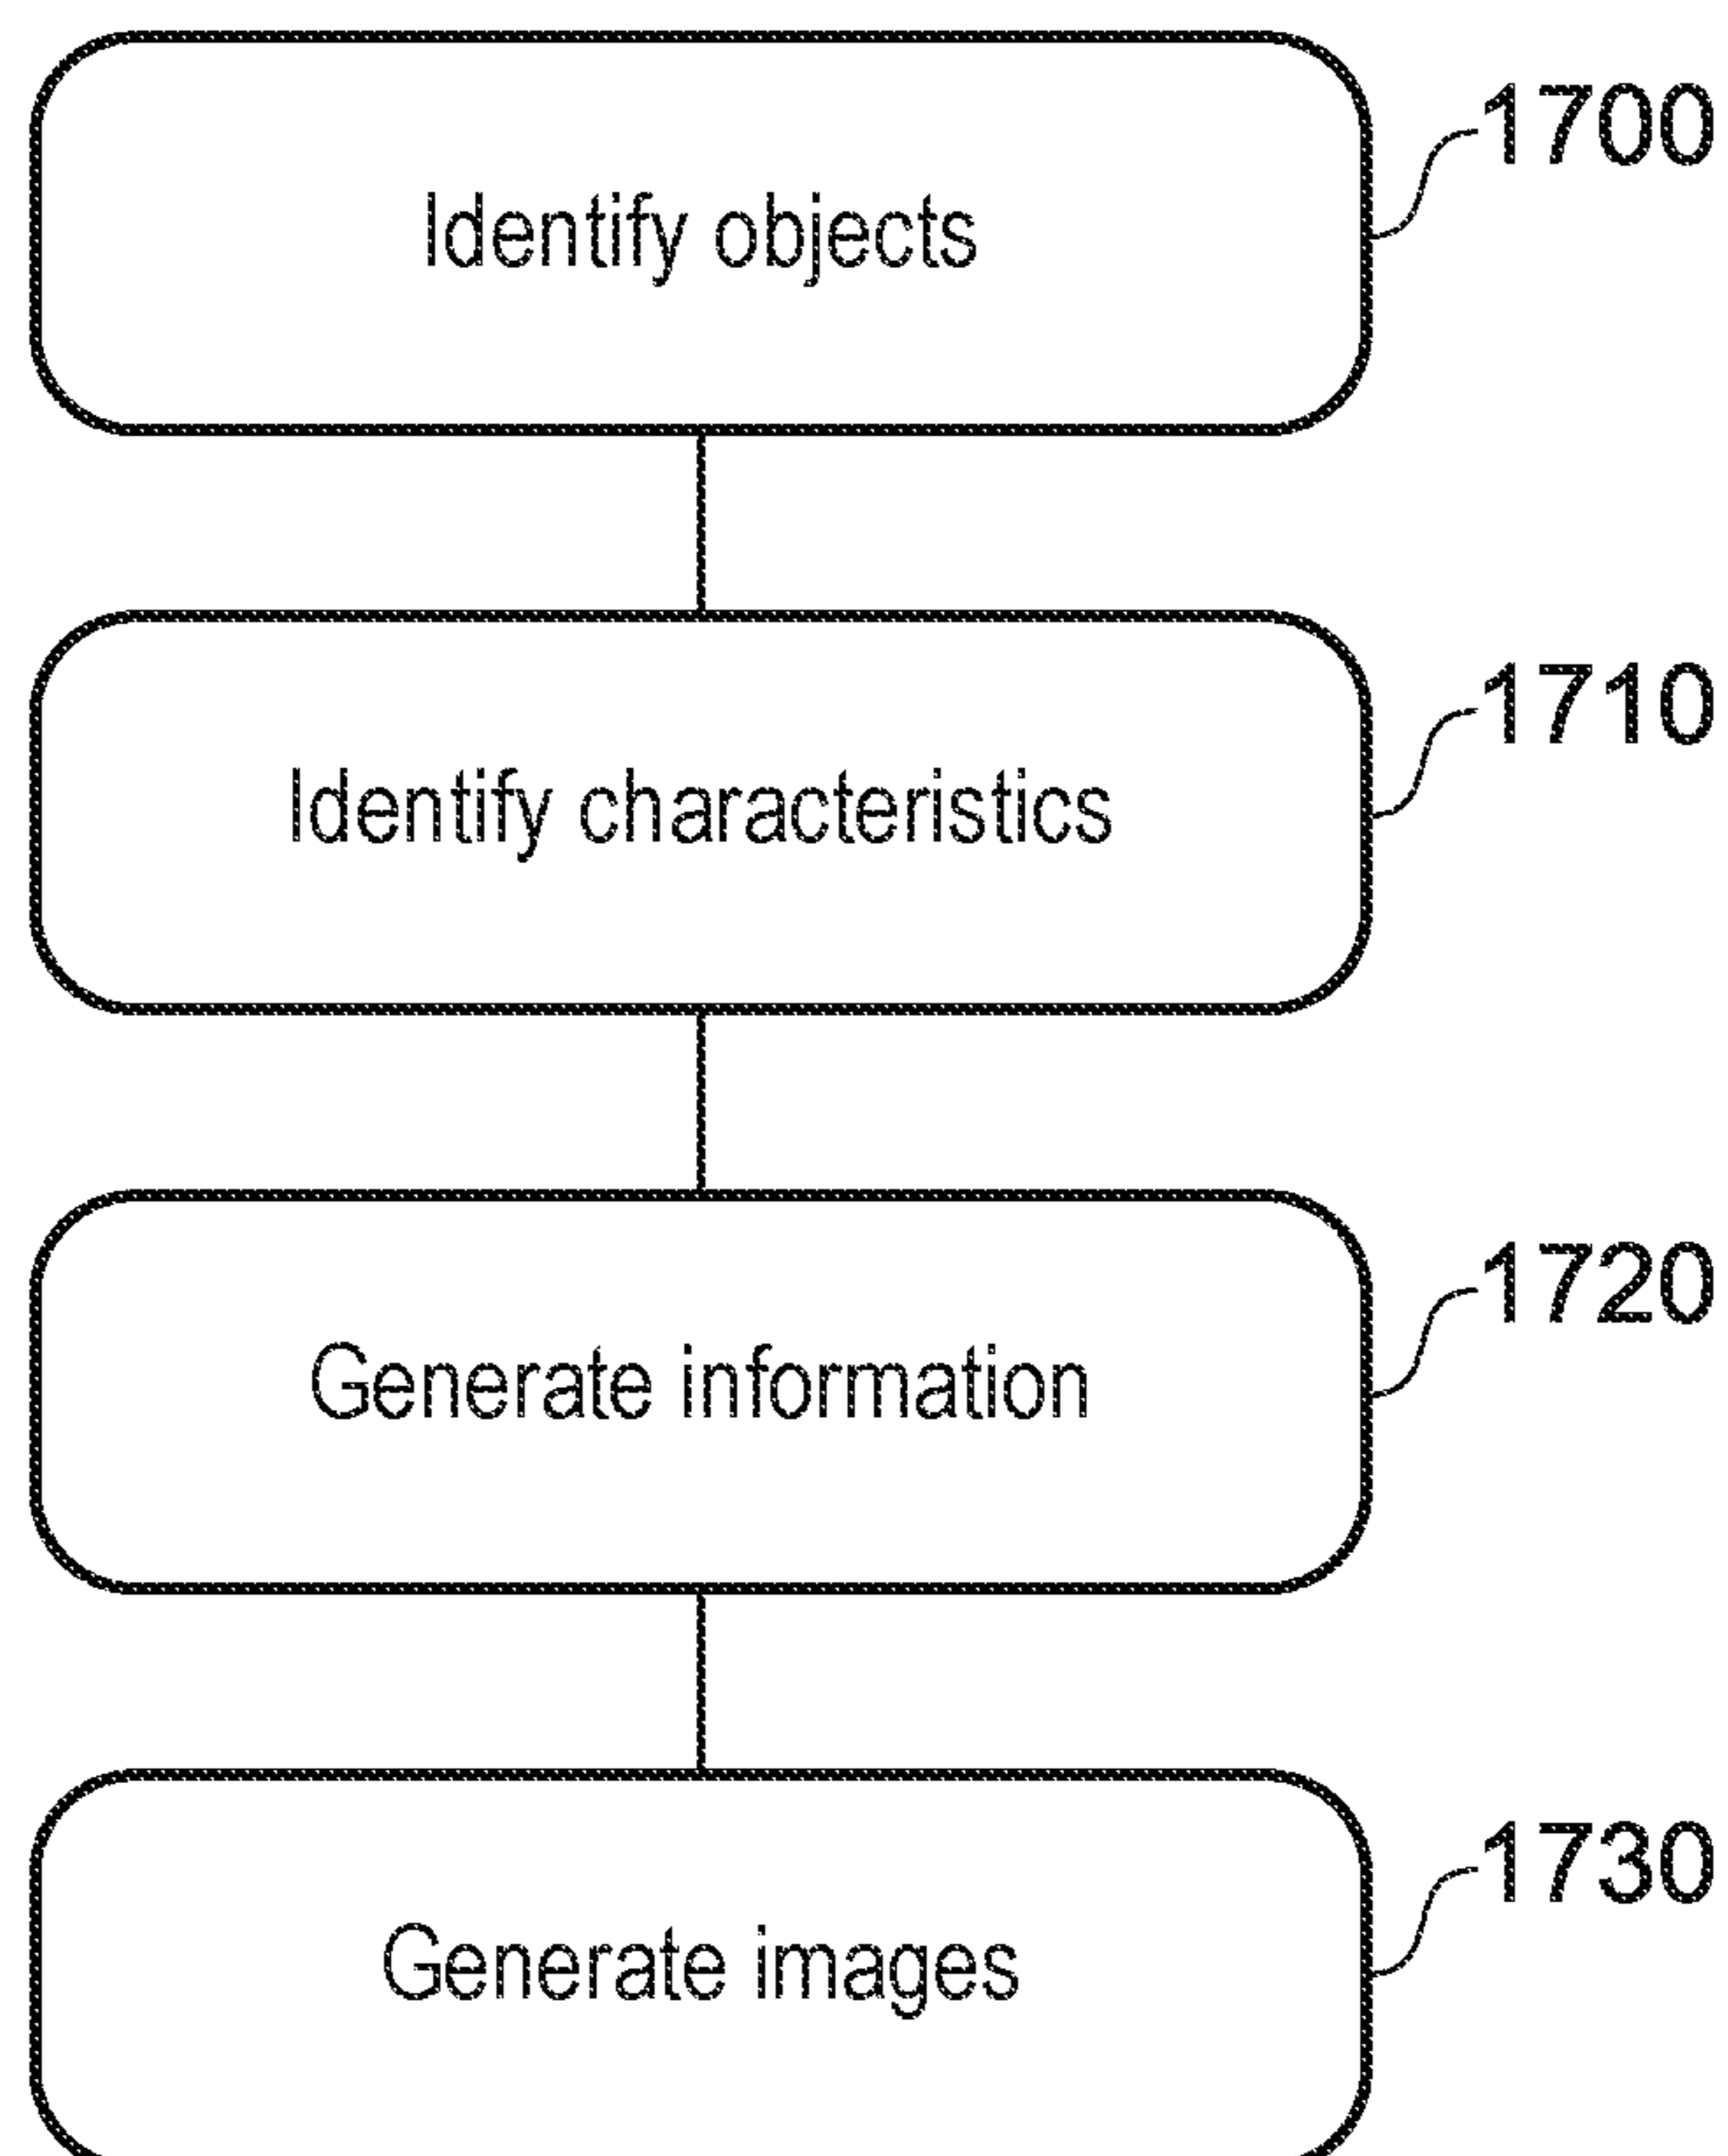 1700
Identify objects
1710
Identify characteristics
1720
Generate information
1730
Generate images